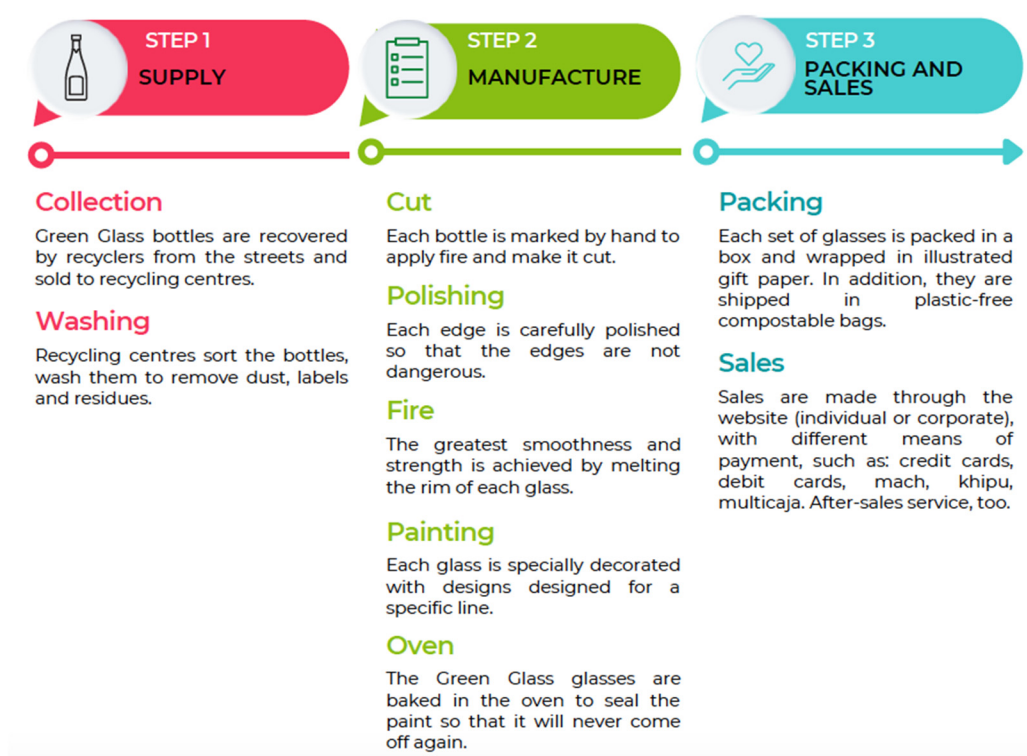 STEP 1
SUPPLY
STEP 2
MANUFACTURE
STEP 3
PACKING AND
SALES
Collection
Green Glass bottles are recovered
by recyclers from the streets and
sold to recycling centres.
Washing
Recycling centres sort the bottles,
wash them to remove dust, labels
and residues.
Cut
Each bottle is marked by hand to
apply fire and make it cut.
Polishing
Each edge is carefully polished
so that the edges are not
dangerous.
Fire
The greatest smoothness and
strength is achieved by melting
the rim of each glass.
Painting
Each glass is specially decorated
with designs designed for a
specific line.
Oven
The Green Glass glasses are
baked in the oven to seal the
paint so that it will never come
off again.
Packing
Each set of glasses is packed in a
box and wrapped in illustrated
gift paper. In addition, they are
shipped in plastic-free
compostable bags.
Sales
Sales are made through the
website (individual or corporate),
with different means of
payment, such as: credit cards,
debit cards, mach, khipu,
multicaja. After-sales service, too.